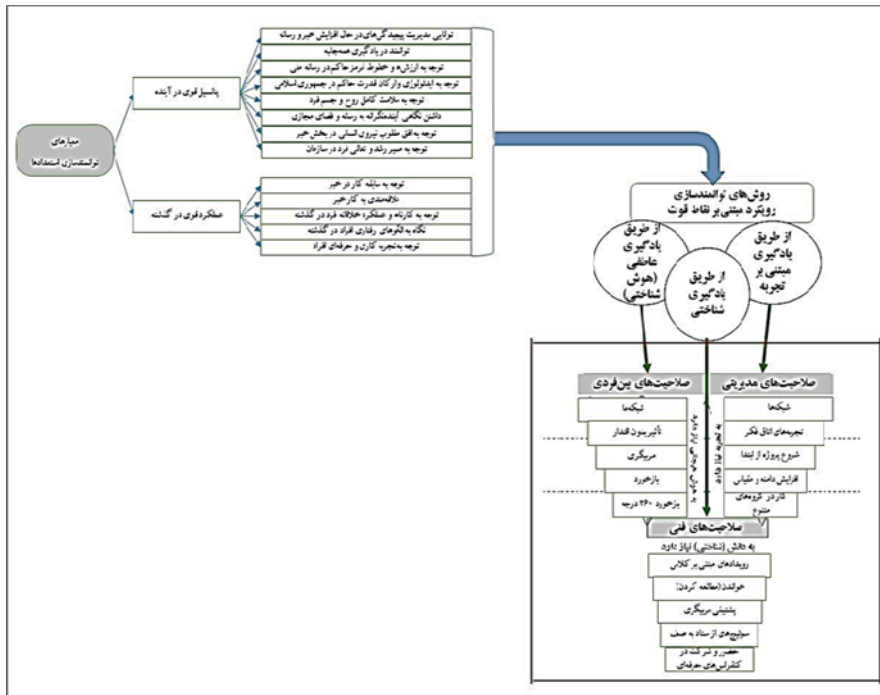 معیارهای
توانمندسازی استعدادها
پتانسیل قوی در آینده
توانایی مدیریت پیچیدگی‌های در حال افزایش خبر و رسانه
توانمند در یادگیری همه‌جانبه
توجه به ارزش‌ها و خطوط قرمز حاکم در رسانه ملی
توجه به ایدئولوژی و ارکان قدرت حاکم در جمهوری اسلامی
توجه به سلامت کامل روح و جسم فرد
داشتن نگاهی آینده‌نگرانه به رسانه و فضای مجازی
توجه به افق مطلوب نیروی انسانی در بخش خبر
توجه به مسیر رشد و تعالی فرد در سازمان
عملکرد قوی در گذشته
توجه به سابقه کار در خبر
علاقه‌مندی به کار خبر
توجه به کارنامه و عملکرد خلاقانه فرد در گذشته
نگاه به الگوهای رفتاری افراد در گذشته
توجه به تجربه کاری و حرفه‌ای افراد
روش‌های توانمندسازی
رویکرد مبتنی بر نقاط قوت
از طریق
یادگیری
مبتنی بر
تجربه
از طریق
یادگیری
شناختی
از طریق
یادگیری
عاطفی
(هوش
شناختی)
صلاحیت‌های مدیریتی
شبکه‌ها
تجربه‌های اتاق فکر
شروع پروژه از ابتدا
افزایش دامنه و مقیاس
کار در گروه‌های
متنوع
صلاحیت‌های بین‌فردی
شبکه‌ها
تأثیر بدون اقتدار
مربیگری
بازخورد
بازخورد ۳۶۰ درجه
صلاحیت‌های فنی
به دانش (شناختی) نیاز دارد
رویدادهای مبتنی بر کلاس
خواندن (مطالعه کردن)
پشتیبانی مربیگری
سوئیچ‌های از ستاد به صف
حضور و شرکت در
کنفرانس‌های حرفه‌ای